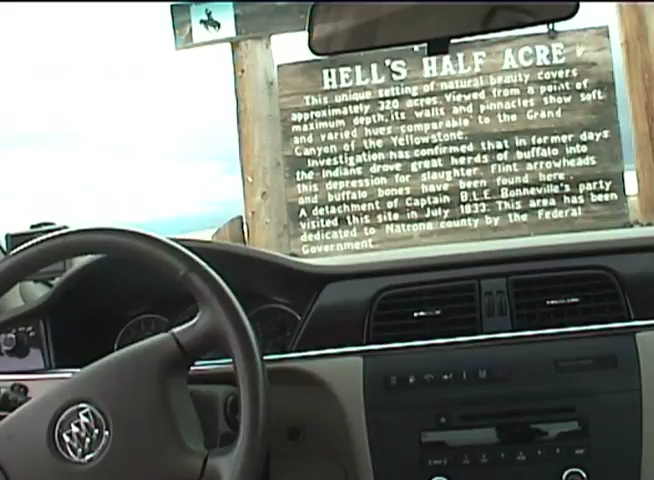 HELL'S HALF ACRE
This unique setting of natural beauty covers
approximately 320 acres. Viewed from a point of
maximum depth, its walls and pinnacles show soft
and varied hues comparable to the Grand
Canyon of the Yellowstone.
Investigation has confirmed that in former days
the Indians drove great herds of buffalo into
this depression for slaughter. Flint arrowheads
and buffalo bones have been found here.
A detachment of Captain B.L.E. Bonneville's party
visited this site in July 1833. This area has been
dedicated to Natrona county by the Federal
Government.